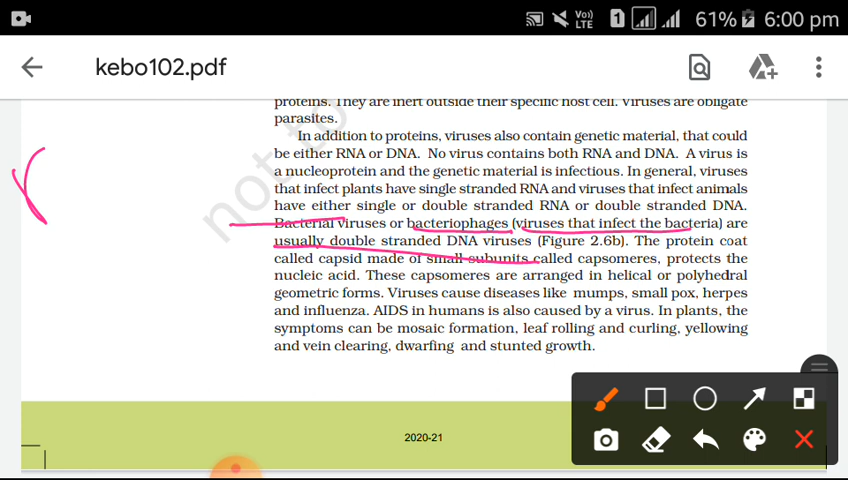 Vo))
LTE
1
61%
6:00 pm
kebo102.pdf
proteins. They are inert outside their specific host cell. Viruses are obligate
parasites.
In addition to proteins, viruses also contain genetic material, that could
be either RNA or DNA. No virus contains both RNA and DNA. A virus is
a nucleoprotein and the genetic material is infectious. In general, viruses
that infect plants have single stranded RNA and viruses that infect animals
have either single or double stranded RNA or double stranded DNA.
Bacterial viruses or bacteriophages (viruses that infect the bacteria) are
usually double stranded DNA viruses (Figure 2.6b). The protein coat
called capsid made of small subunits called capsomeres, protects the
nucleic acid. These capsomeres are arranged in helical or polyhedral
geometric forms. Viruses cause diseases like mumps, small pox, herpes
and influenza. AIDS in humans is also caused by a virus. In plants, the
symptoms can be mosaic formation, leaf rolling and curling, yellowing
and vein clearing, dwarfing and stunted growth.
not to
2020-21